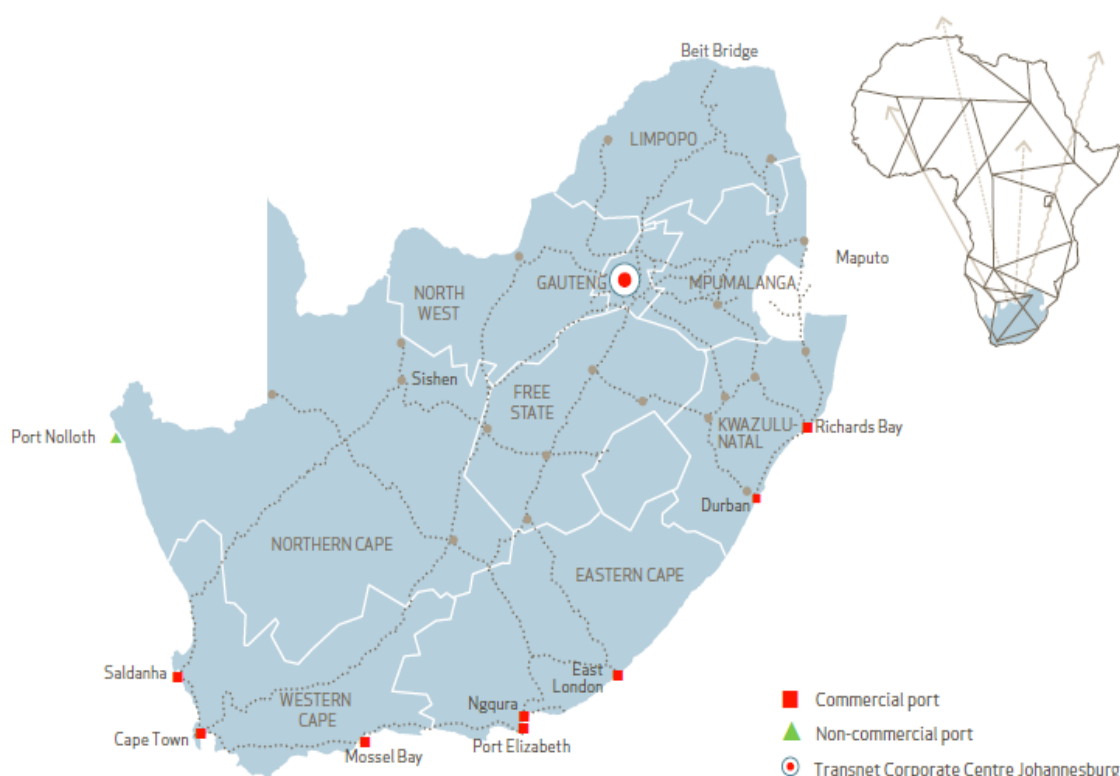 Beit Bridge
LIMPOPO
Maputo
GAUTENG
MPUMALANGA
NORTH
WEST
Sishen
FREE
STATE
Port Nolloth
KWAZULU-
NATAL
Richards Bay
Durban
NORTHERN CAPE
EASTERN CAPE
Saldanha
East
London
WESTERN
CAPE
Ngqura
Cape Town
Port Elizabeth
Mossel Bay
Commercial port
Non-commercial port
Transnet Corporate Centre Johannesburg